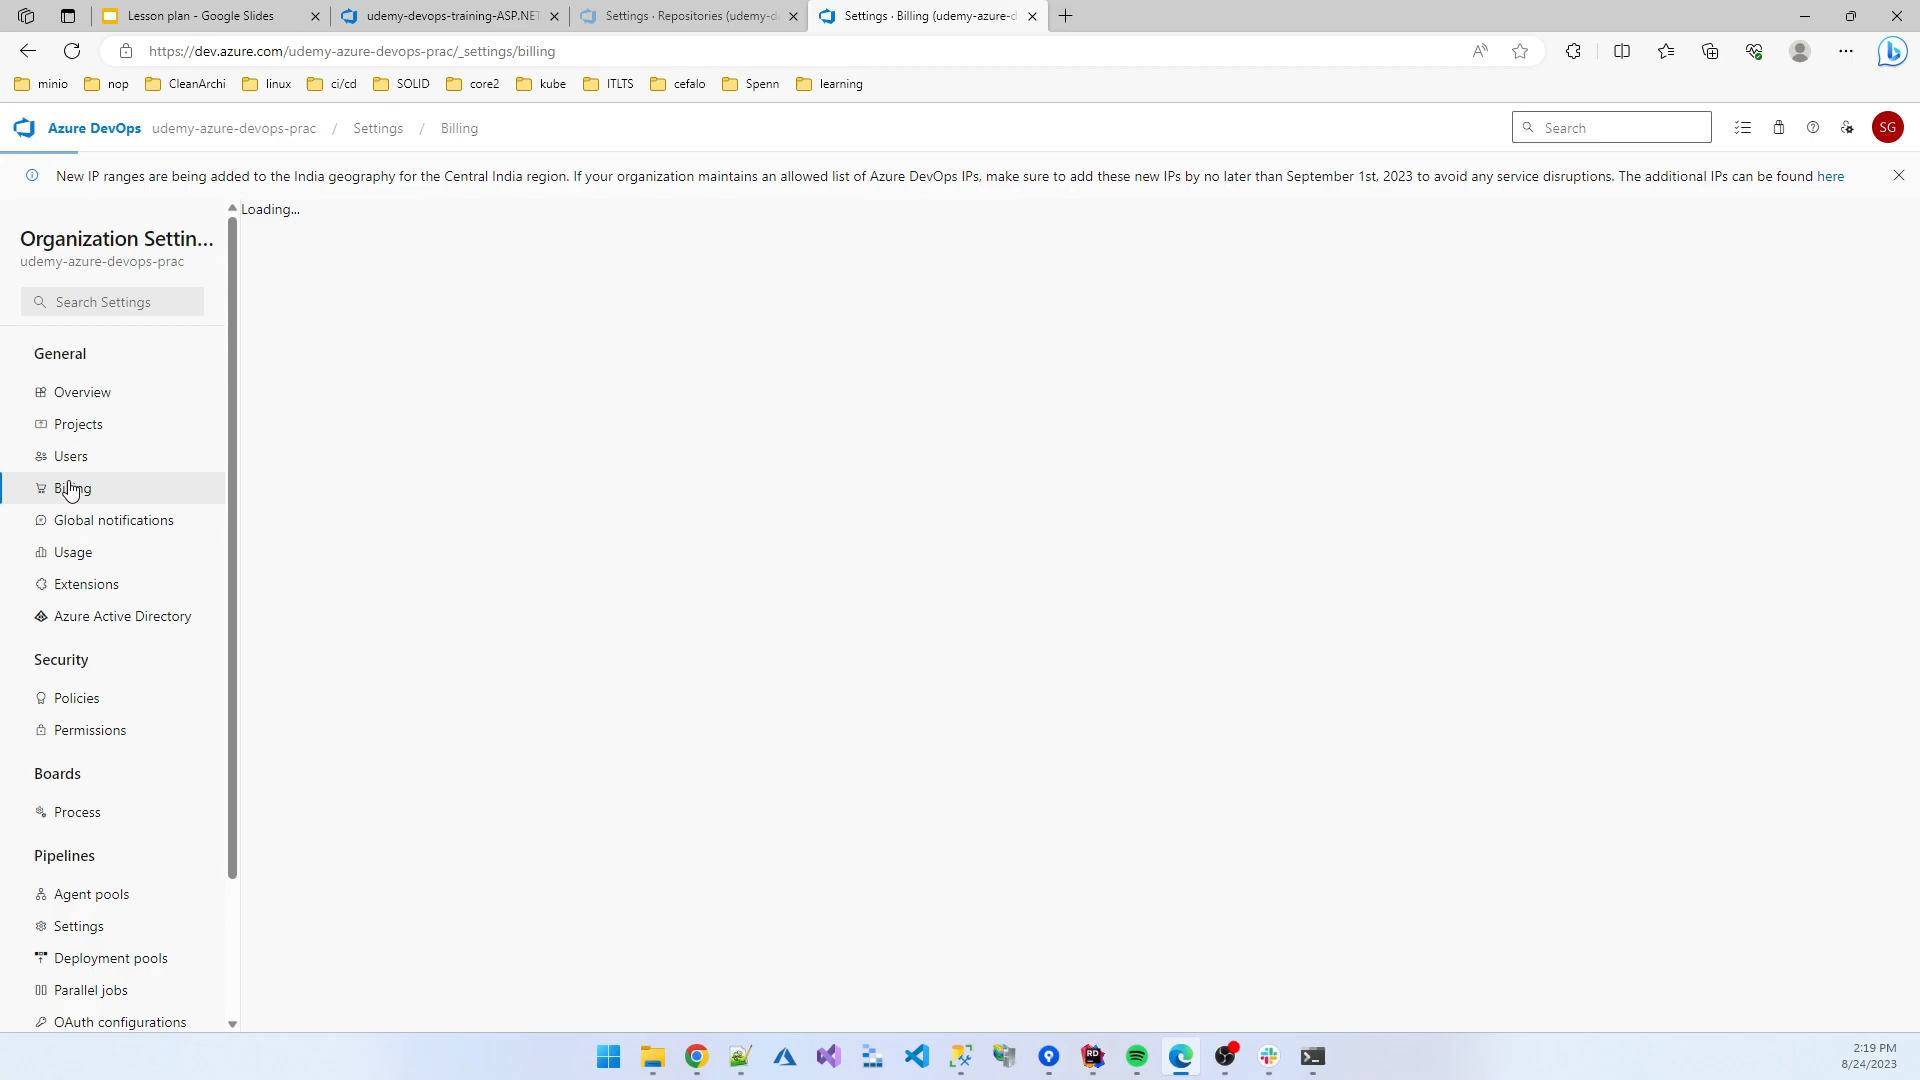 Lesson plan - Google Slides
udemy-devops-training-ASP.NET
Settings · Repositories (udemy-d
Settings · Billing (udemy-azure-d
https://dev.azure.com/udemy-azure-devops-prac/_settings/billing
minio
nop
CleanArchi
linux
ci/cd
SOLID
core2
kube
ITLTS
cefalo
Spenn
learning
Azure DevOps udemy-azure-devops-prac / Settings / Billing
Search
SG
New IP ranges are being added to the India geography for the Central India region. If your organization maintains an allowed list of Azure DevOps IPs, make sure to add these new IPs by no later than September 1st, 2023 to avoid any service disruptions. The additional IPs can be found here
Loading...
Organization Settin...
udemy-azure-devops-prac
Search Settings
General
Overview
Projects
Users
Billing
Global notifications
Usage
Extensions
Azure Active Directory
Security
Policies
Permissions
Boards
Process
Pipelines
Agent pools
Settings
Deployment pools
Parallel jobs
OAuth configurations
2:19 PM
8/24/2023